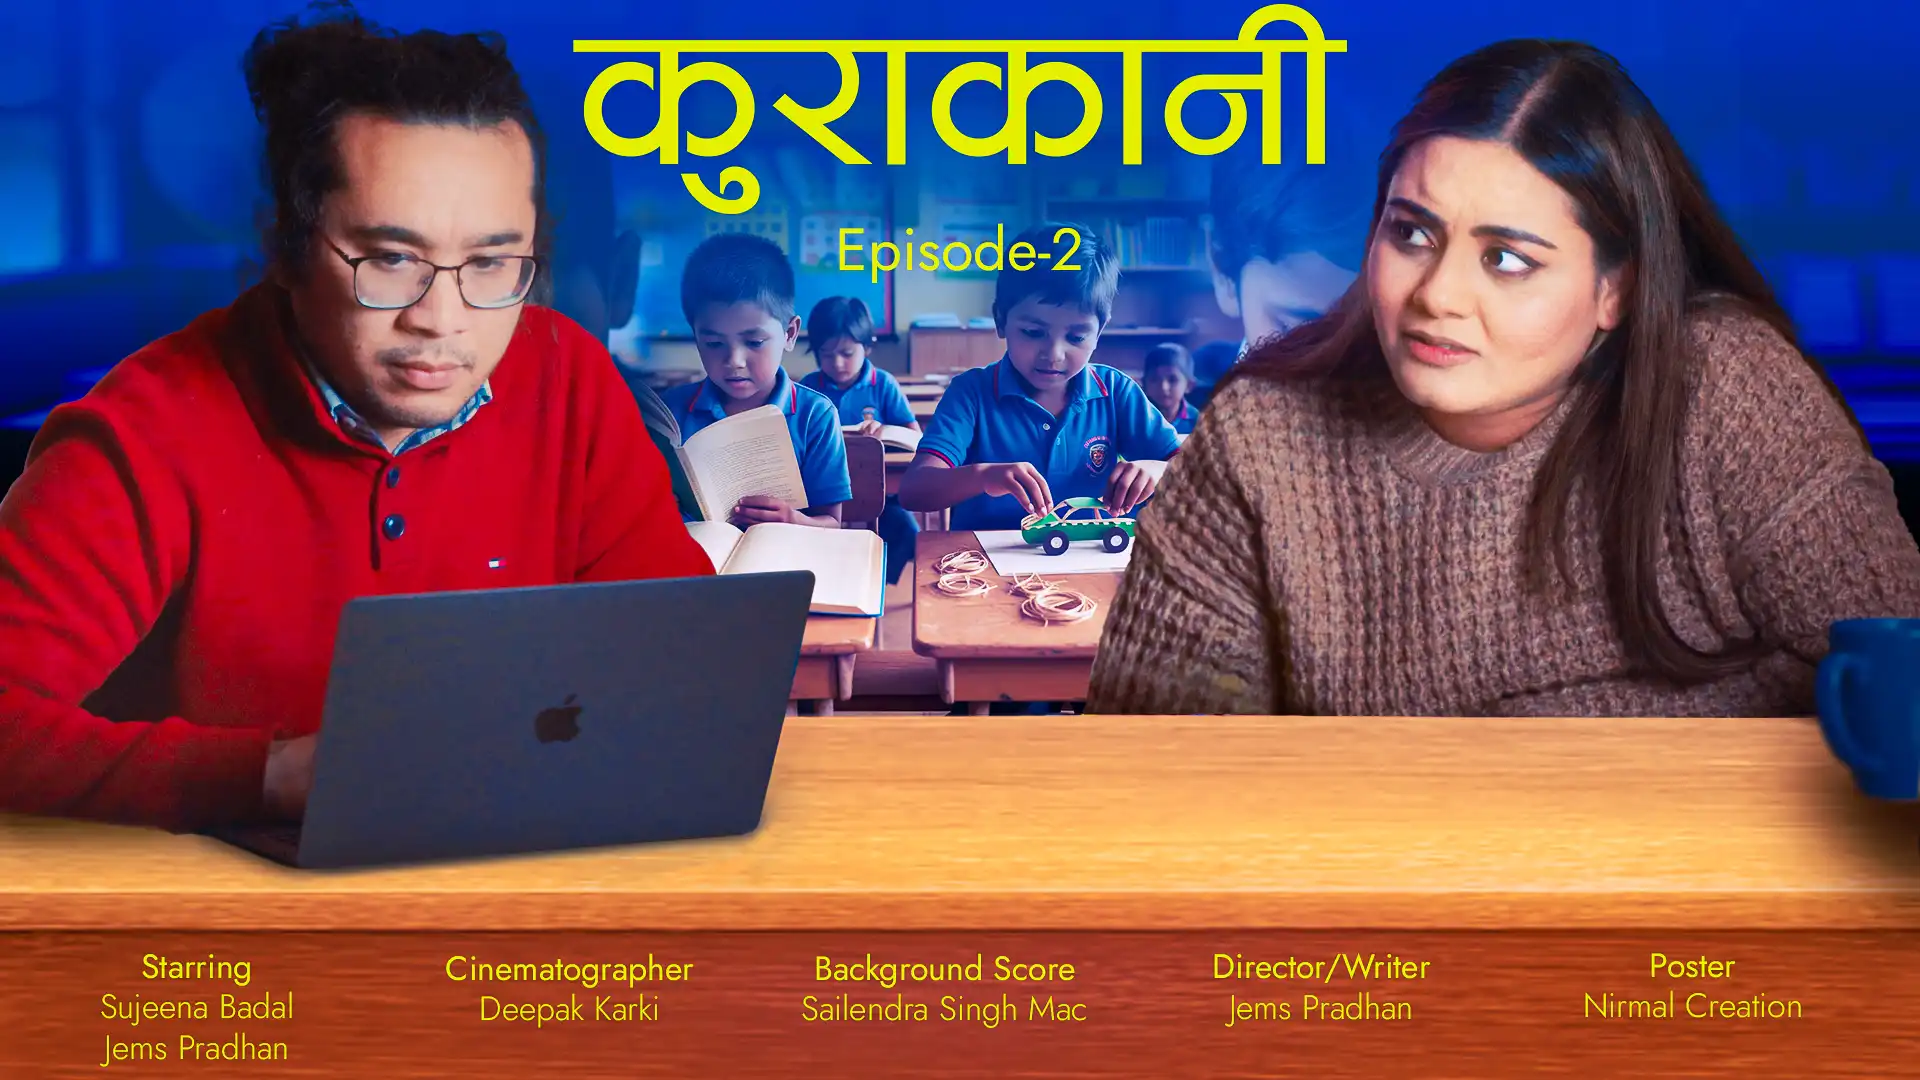 कुराकानी
Episode-2
Starring
Sujeena Badal
Jems Pradhan
Cinematographer
Deepak Karki
Background Score
Sailendra Singh Mac
Director/Writer
Jems Pradhan
Poster
Nirmal Creation